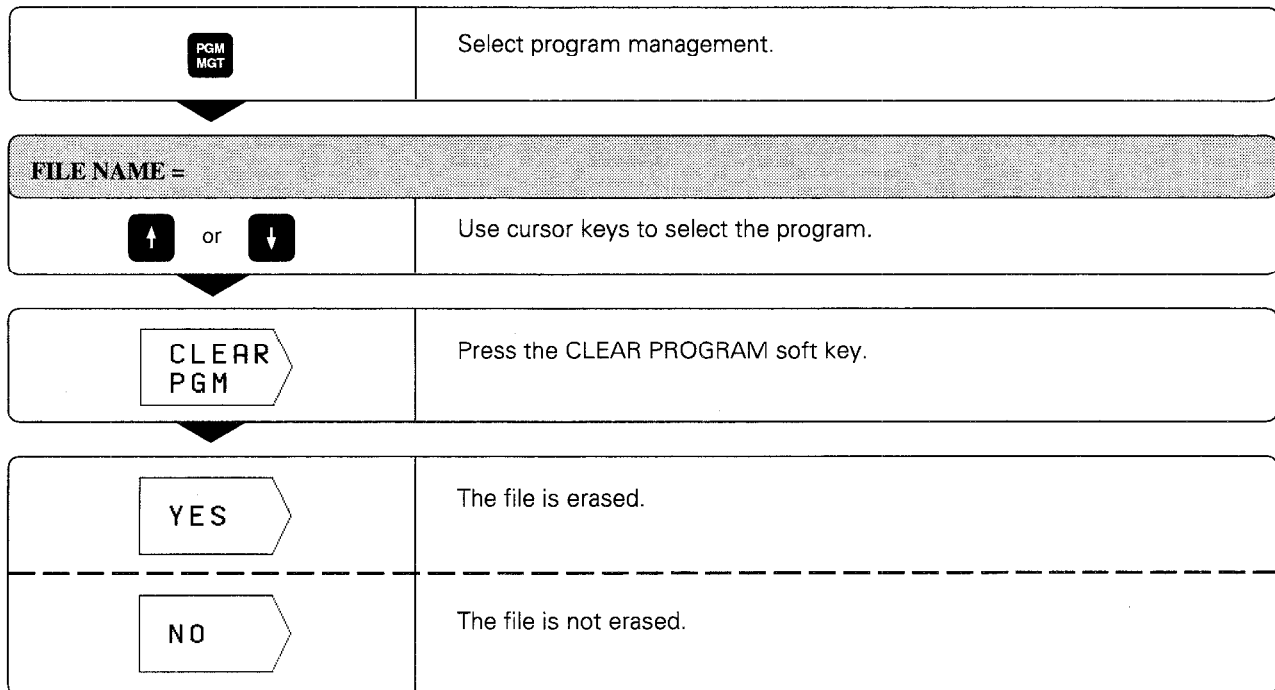 PGM
MGT
Select program management.
FILE NAME =
↑ or ↓
Use cursor keys to select the program.
CLEAR
PGM
Press the CLEAR PROGRAM soft key.
YES
The file is erased.
NO
The file is not erased.